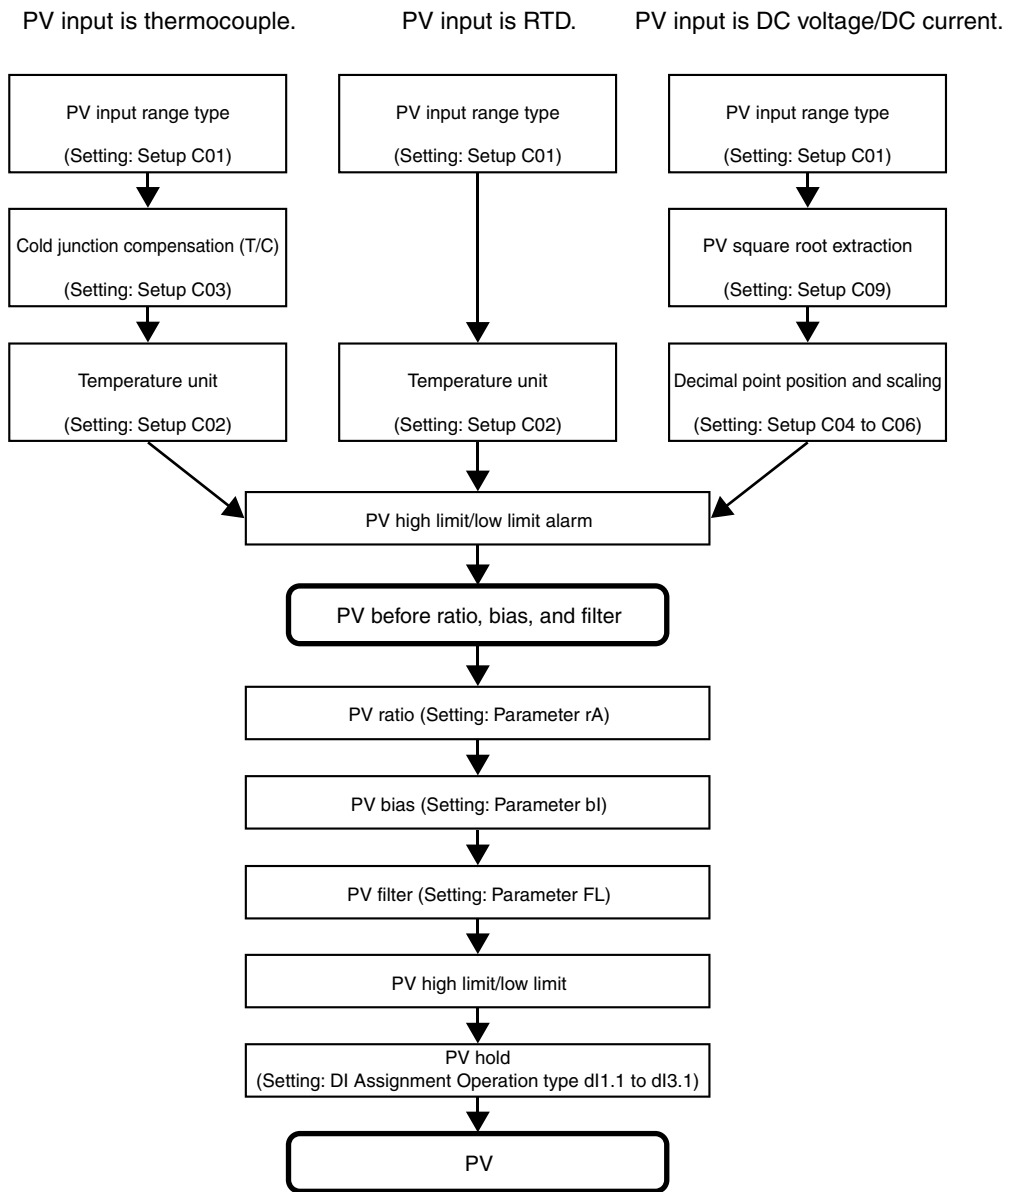 PV input is thermocouple.
PV input is RTD.
PV input is DC voltage/DC current.
PV input range type
(Setting: Setup C01)
PV input range type
(Setting: Setup C01)
PV input range type
(Setting: Setup C01)
Cold junction compensation (T/C)
(Setting: Setup C03)
PV square root extraction
(Setting: Setup C09)
Temperature unit
(Setting: Setup C02)
Temperature unit
(Setting: Setup C02)
Decimal point position and scaling
(Setting: Setup C04 to C06)
PV high limit/low limit alarm
PV before ratio, bias, and filter
PV ratio (Setting: Parameter rA)
PV bias (Setting: Parameter bI)
PV filter (Setting: Parameter FL)
PV high limit/low limit
PV hold
(Setting: DI Assignment Operation type dI1.1 to dI3.1)
PV